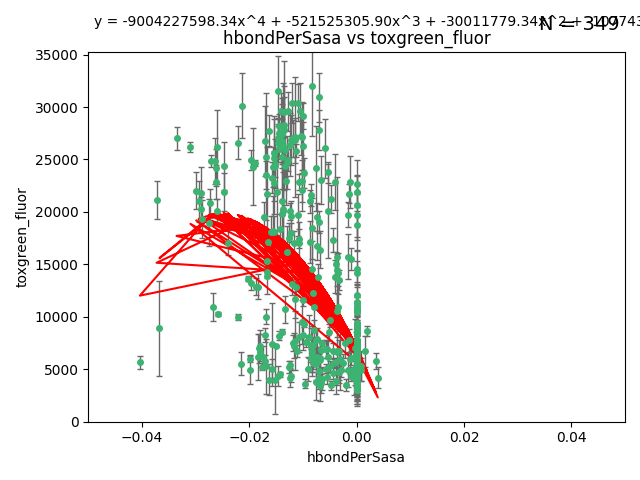 y = -9004227598.34x^4 + -521525305.90x^3 + -30011779.34x^2 +
N = 349
hbondPerSasa vs toxgreen_fluor
toxgreen_fluor
35000
30000
25000
20000
15000
10000
5000
0
-0.04
-0.02
0.00
0.02
0.04
hbondPerSasa